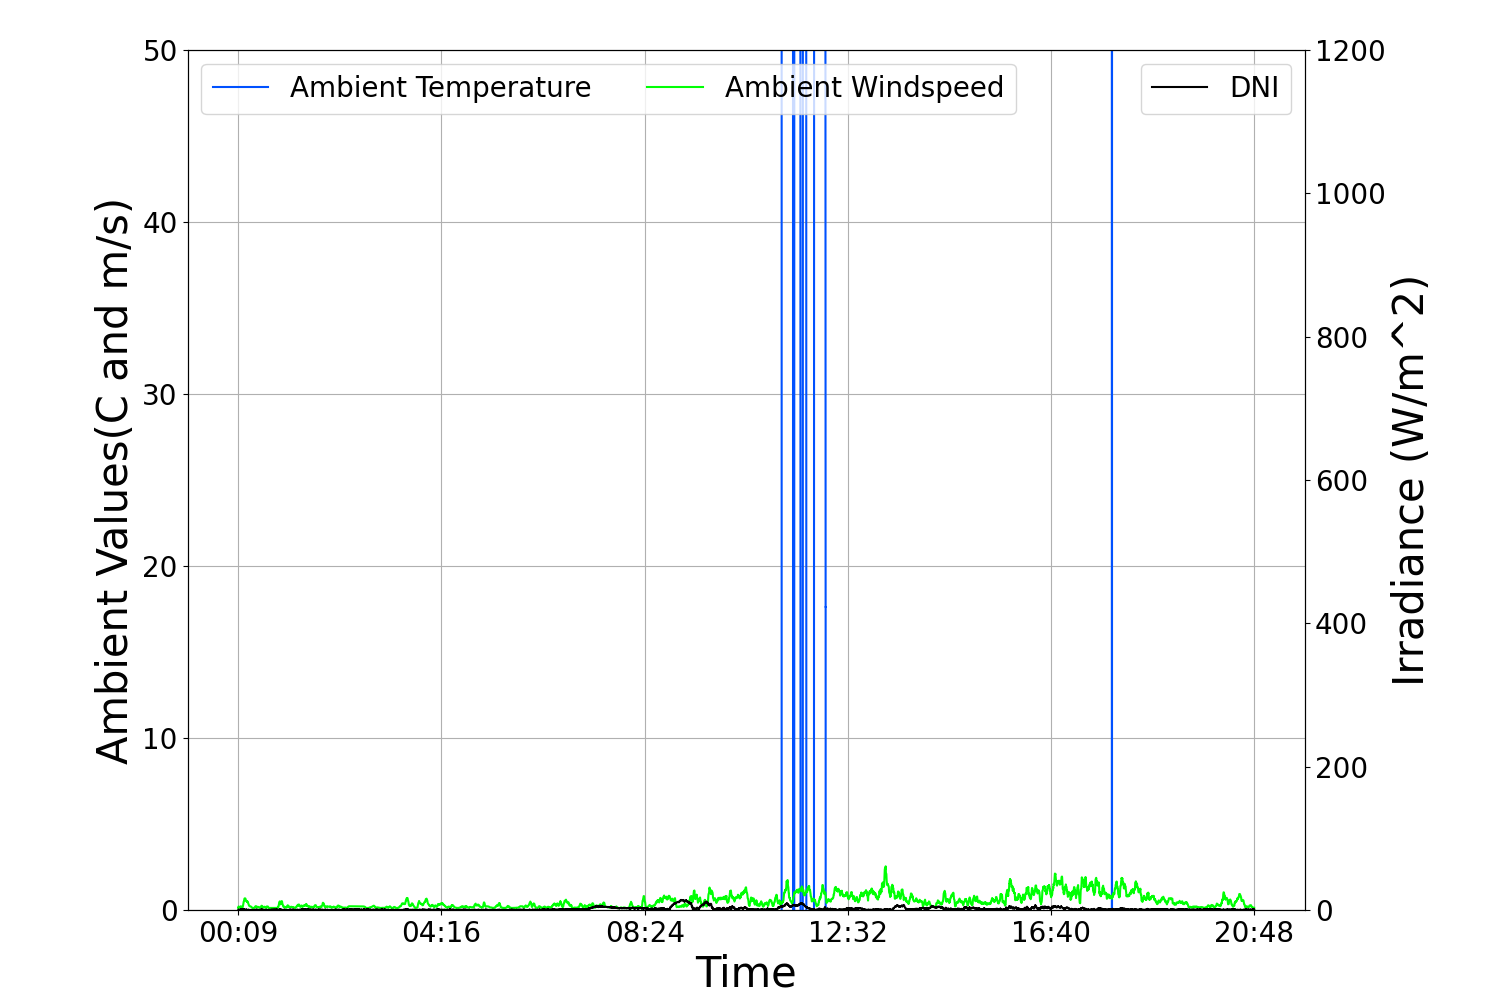 Ambient Temperature
Ambient Windspeed
DNI
Ambient Values(C and m/s)
50
40
30
20
10
0
1200
1000
800
600
400
200
0
Irradiance (W/m^2)
00:09 04:16 08:24 12:32 16:40 20:48
Time